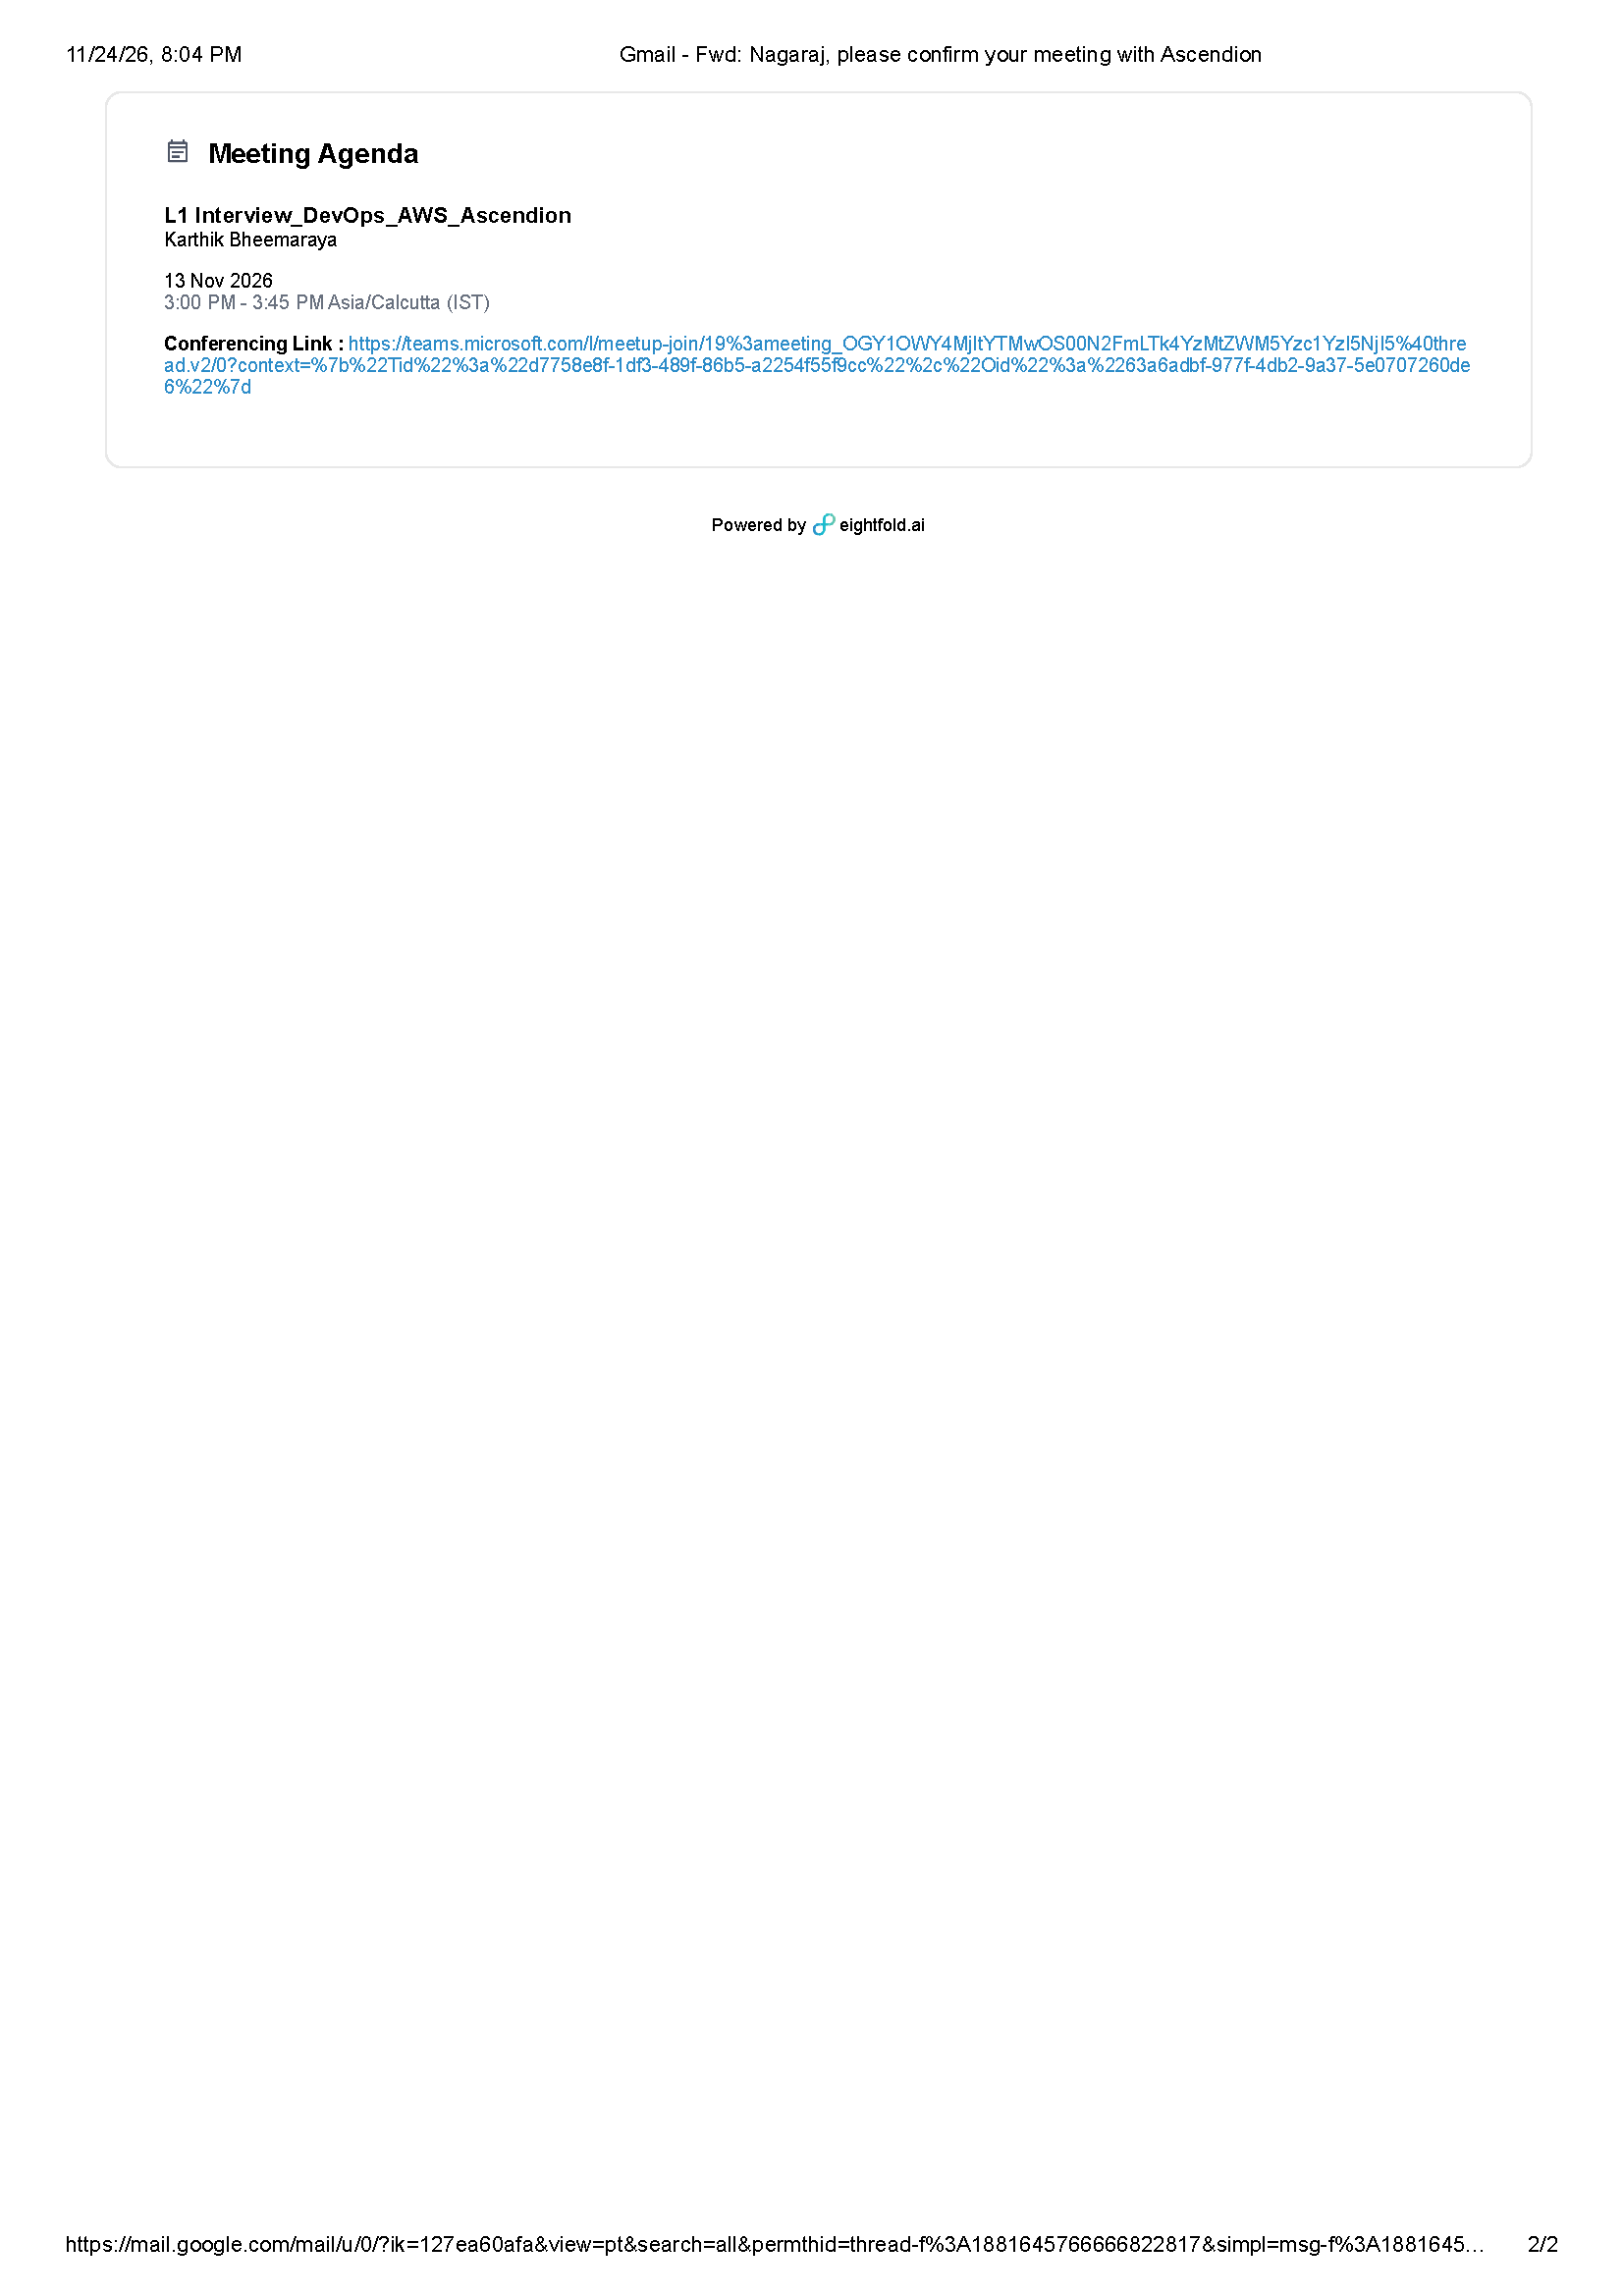 11/24/26, 8:04 PM
Gmail - Fwd: Nagaraj, please confirm your meeting with Ascendion
Meeting Agenda
L1 Interview_DevOps_AWS_Ascendion
Karthik Bheemaraya
13 Nov 2026
3:00 PM - 3:45 PM Asia/Calcutta (IST)
Conferencing Link : https://teams.microsoft.com/l/meetup-join/19%3ameeting_OGY1OWY4MjItYTMwOS00N2FmLTk4YzMtZWM5Yzc1YzI5NjI5%40thre
ad.v2/0?context=%7b%22Tid%22%3a%22d7758e8f-1df3-489f-86b5-a2254f55f9cc%22%2c%22Oid%22%3a%2263a6adbf-977f-4db2-9a37-5e0707260de
6%22%7d
Powered by eightfold.ai
https://mail.google.com/mail/u/0/?ik=127ea60afa&view=pt&search=all&permthid=thread-f%3A1881645766666822817&simpl=msg-f%3A1881645…
2/2